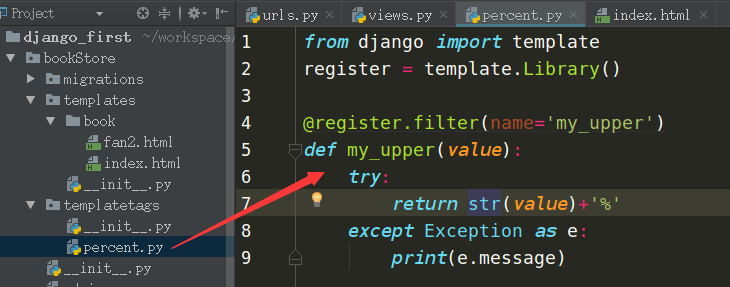 Project
django_first ~/workspace/
bookStore
migrations
templates
book
fan2.html
index.html
__init__.py
templatetags
__init__.py
percent.py
__init__.py
urls.py
views.py
percent.py
index.html
1 from django import template
2 register = template.Library()
3
4 @register.filter(name='my_upper')
5 def my_upper(value):
6 try:
7 return str(value)+'%'
8 except Exception as e:
9 print(e.message)